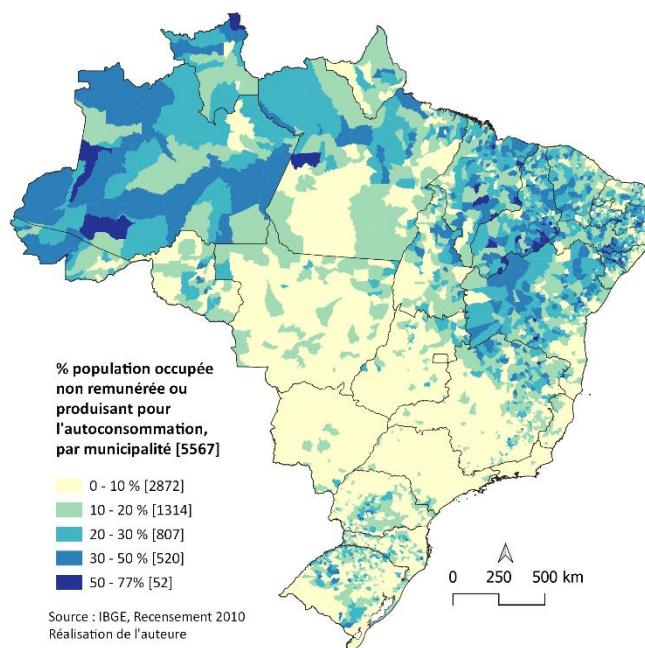 % population occupée
non remunérée ou
produisant pour
l'autoconsommation,
par municipalité [5567]
0 - 10 % [2872]
10 - 20 % [1314]
20 - 30 % [807]
30 - 50 % [520]
50 - 77% [52]
Source : IBGE, Recensement 2010
Réalisation de l'auteure
0 250 500 km